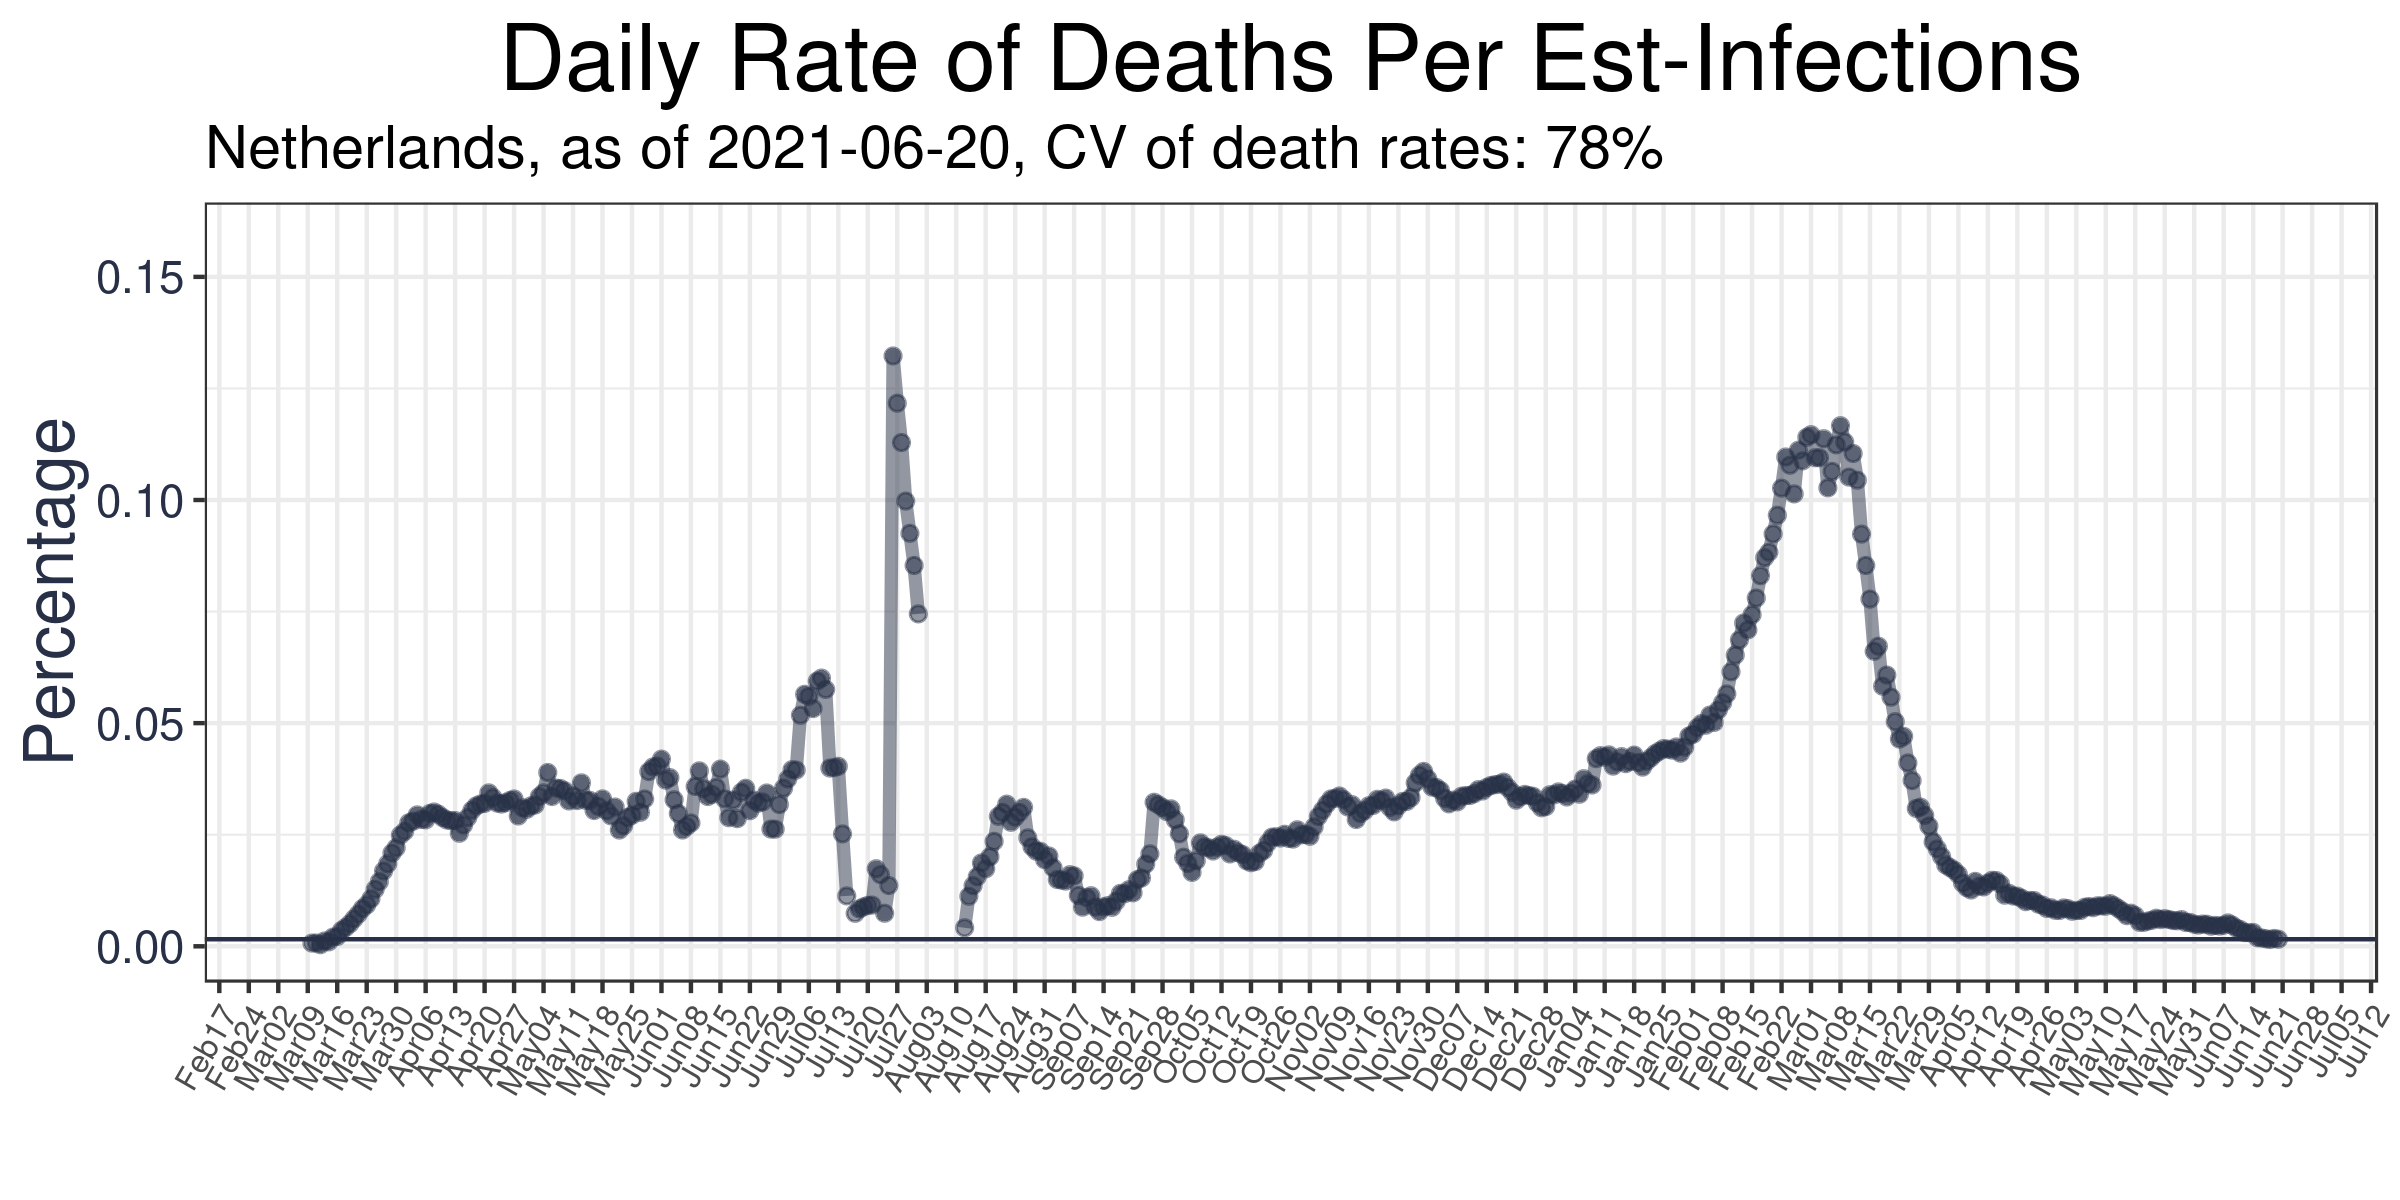 Daily Rate of Deaths Per Est-Infections
Netherlands, as of 2021-06-20, CV of death rates: 78%
Percentage
0.15
0.10
0.05
0.00
Feb17
Feb24
Mar02
Mar09
Mar16
Mar23
Mar30
Apr06
Apr13
Apr20
Apr27
May04
May11
May18
May25
Jun01
Jun08
Jun15
Jun22
Jun29
Jul06
Jul13
Jul20
Jul27
Aug03
Aug10
Aug17
Aug24
Aug31
Sep07
Sep14
Sep21
Sep28
Oct05
Oct12
Oct19
Oct26
Nov02
Nov09
Nov16
Nov23
Nov30
Dec07
Dec14
Dec21
Dec28
Jan04
Jan11
Jan18
Jan25
Feb01
Feb08
Feb15
Feb22
Mar01
Mar08
Mar15
Mar22
Mar29
Apr05
Apr12
Apr19
Apr26
May03
May10
May17
May24
May31
Jun07
Jun14
Jun21
Jun28
Jul05
Jul12